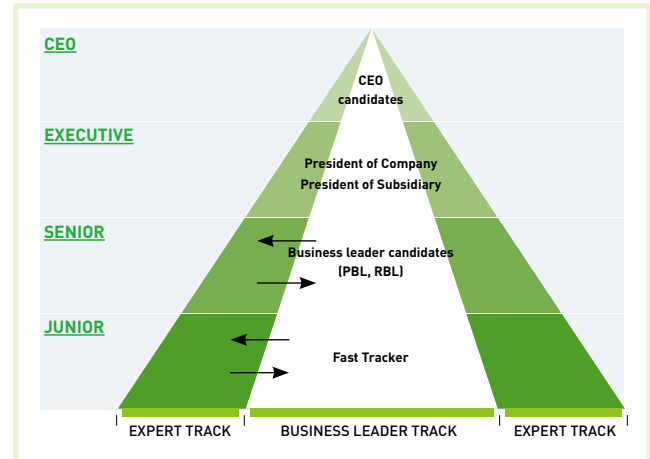 CEO
CEO
candidates
EXECUTIVE
President of Company
President of Subsidiary
SENIOR
Business leader candidates
(PBL, RBL)
JUNIOR
Fast Tracker
EXPERT TRACK
BUSINESS LEADER TRACK
EXPERT TRACK